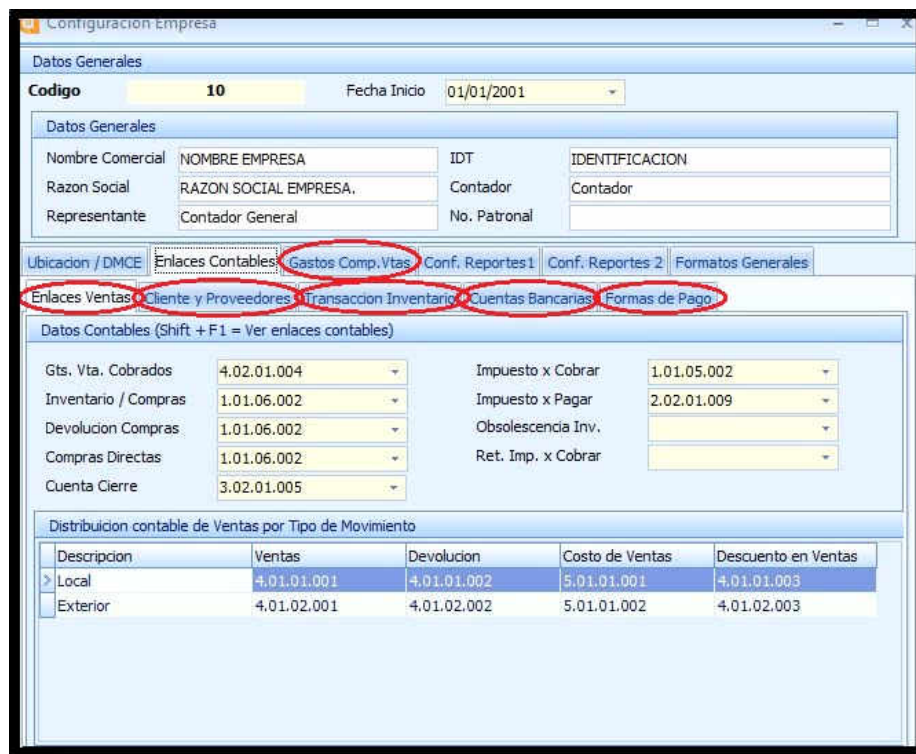 Configuracion Empresa
Datos Generales
Codigo 10 Fecha Inicio 01/01/2001
Datos Generales
Nombre Comercial NOMBRE EMPRESA IDT IDENTIFICACION
Razon Social RAZON SOCIAL EMPRESA. Contador Contador
Representante Contador General No. Patronal
Ubicacion / DMCE Enlaces Contables Gastos Comp.Vtas Conf. Reportes1 Conf. Reportes 2 Formatos Generales
Enlaces Ventas Cliente y Proveedores Transaccion Inventario Cuentas Bancarias Formas de Pago
Datos Contables (Shift + F1 = Ver enlaces contables)
Gts. Vta. Cobrados 4.02.01.004 Impuesto x Cobrar 1.01.05.002
Inventario / Compras 1.01.06.002 Impuesto x Pagar 2.02.01.009
Devolucion Compras 1.01.06.002 Obsolescencia Inv.
Compras Directas 1.01.06.002 Ret. Imp. x Cobrar
Cuenta Cierre 3.02.01.005
Distribuicion contable de Ventas por Tipo de Movimiento
Descripcion Ventas Devolucion Costo de Ventas Descuento en Ventas
Local 4.01.01.001 4.01.01.002 5.01.01.001 4.01.01.003
Exterior 4.01.02.001 4.01.02.002 5.01.01.002 4.01.02.003